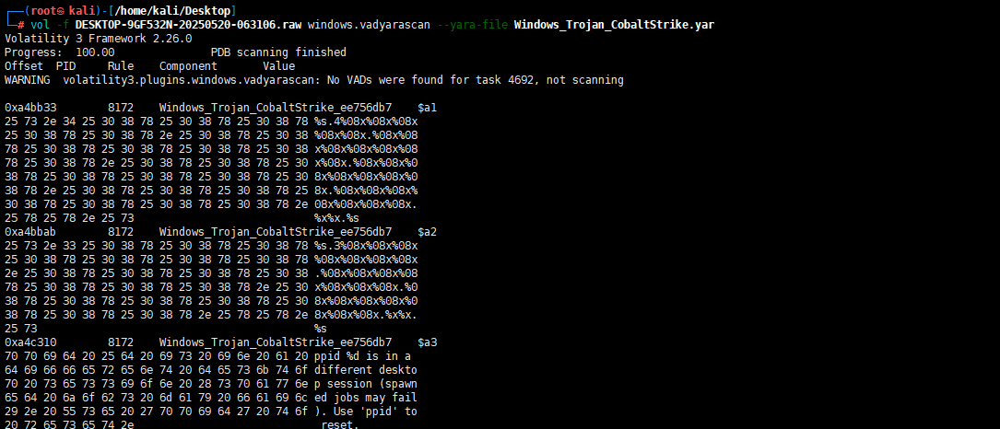 ┌──(root㉿kali)-[/home/kali/Desktop]
└─# vol -f DESKTOP-9GF532N-20250520-063106.raw windows.vadyarascan --yara-file Windows_Trojan_CobaltStrike.yar
Volatility 3 Framework 2.26.0
Progress:  100.00               PDB scanning finished
Offset  PID     Rule    Component       Value
WARNING  volatility3.plugins.windows.vadyarascan: No VADs were found for task 4692, not scanning
0xa4bb33        8172    Windows_Trojan_CobaltStrike_ee756db7    $a1
25 73 2e 34 25 30 38 78 25 30 38 78 25 30 38 78 %s.4%08x%08x%08x
25 30 38 78 25 30 38 78 2e 25 30 38 78 25 30 38 %08x%08x.%08x%08
78 25 30 38 78 25 30 38 78 25 30 38 78 25 30 38 x%08x%08x%08x%08
78 25 30 38 78 2e 25 30 38 78 25 30 38 78 25 30 x%08x.%08x%08x%0
38 78 25 30 38 78 25 30 38 78 25 30 38 78 25 30 8x%08x%08x%08x%0
38 78 2e 25 30 38 78 25 30 38 78 25 30 38 78 25 8x.%08x%08x%08x%
30 38 78 25 30 38 78 25 30 38 78 25 30 38 78 2e 08x%08x%08x%08x.
25 78 25 78 2e 25 73                            %x%x.%s
0xa4bbab        8172    Windows_Trojan_CobaltStrike_ee756db7    $a2
25 73 2e 33 25 30 38 78 25 30 38 78 25 30 38 78 %s.3%08x%08x%08x
25 30 38 78 25 30 38 78 25 30 38 78 25 30 38 78 %08x%08x%08x%08x
2e 25 30 38 78 25 30 38 78 25 30 38 78 25 30 38 .%08x%08x%08x%08
78 25 30 38 78 25 30 38 78 25 30 38 78 2e 25 30 x%08x%08x%08x.%0
38 78 25 30 38 78 25 30 38 78 25 30 38 78 25 30 8x%08x%08x%08x%0
38 78 25 30 38 78 25 30 38 78 2e 25 78 25 78 2e 8x%08x%08x.%x%x.
25 73                                           %s
0xa4c310        8172    Windows_Trojan_CobaltStrike_ee756db7    $a3
70 70 69 64 20 25 64 20 69 73 20 69 6e 20 61 20 ppid %d is in a
64 69 66 66 65 72 65 6e 74 20 64 65 73 6b 74 6f different deskto
70 20 73 65 73 73 69 6f 6e 20 28 73 70 61 77 6e p session (spawn
65 64 20 6a 6f 62 73 20 6d 61 79 20 66 61 69 6c ed jobs may fail
29 2e 20 55 73 65 20 27 70 70 69 64 27 20 74 6f ). Use 'ppid' to
20 72 65 73 65 74 2e                             reset.